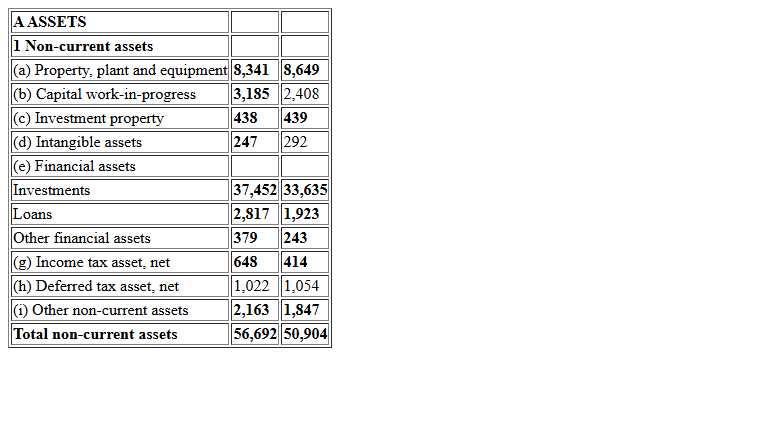 A ASSETS
1 Non-current assets
(a) Property, plant and equipment 8,341 8,649
(b) Capital work-in-progress 3,185 2,408
(c) Investment property 438 439
(d) Intangible assets 247 292
(e) Financial assets
Investments 37,452 33,635
Loans 2,817 1,923
Other financial assets 379 243
(g) Income tax asset, net 648 414
(h) Deferred tax asset, net 1,022 1,054
(i) Other non-current assets 2,163 1,847
Total non-current assets 56,692 50,904